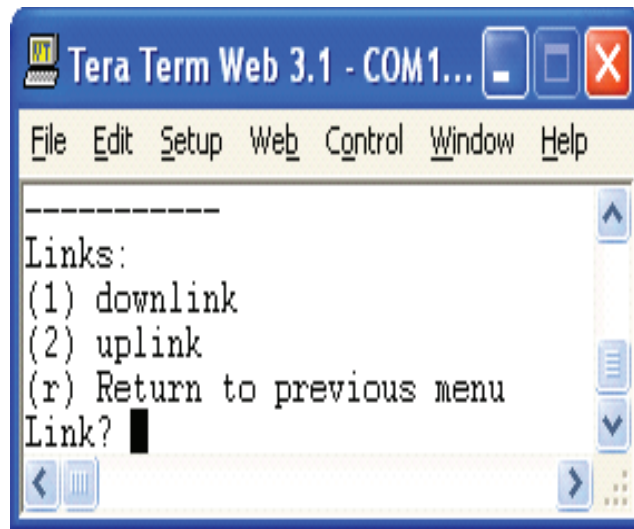 Tera Term Web 3.1 - COM1...
File Edit Setup Web Control Window Help
-----------
Links:
(1) downlink
(2) uplink
(r) Return to previous menu
Link?